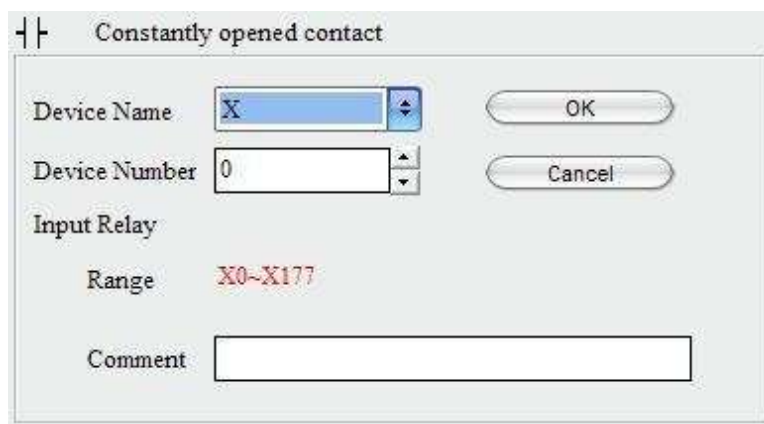 Constantly opened contact
Device Name X OK
Device Number 0 Cancel
Input Relay
Range X0~X177
Comment